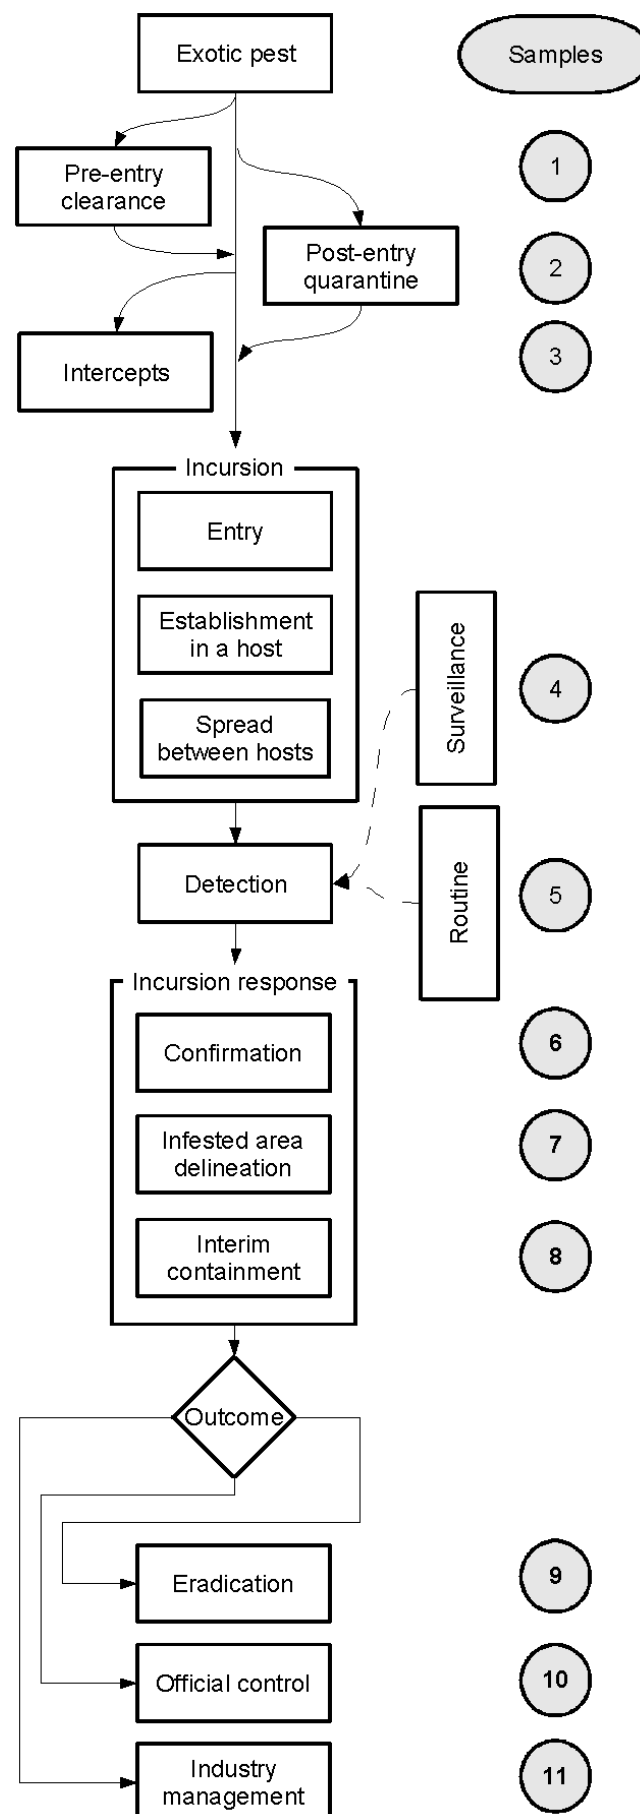 Exotic pest
Samples
1
Pre-entry
clearance
Post-entry
quarantine
2
Intercepts
3
Incursion
Entry
Establishment
in a host
Surveillance
4
Spread
between hosts
Detection
Routine
5
Incursion response
Confirmation
6
Infested area
delineation
7
Interim
containment
8
Outcome
Eradication
9
Official control
10
Industry
management
11